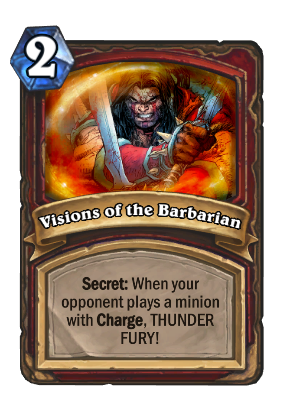 2
Visions of the Barbarian
Secret: When your
opponent plays a minion
with Charge, THUNDER
FURY!